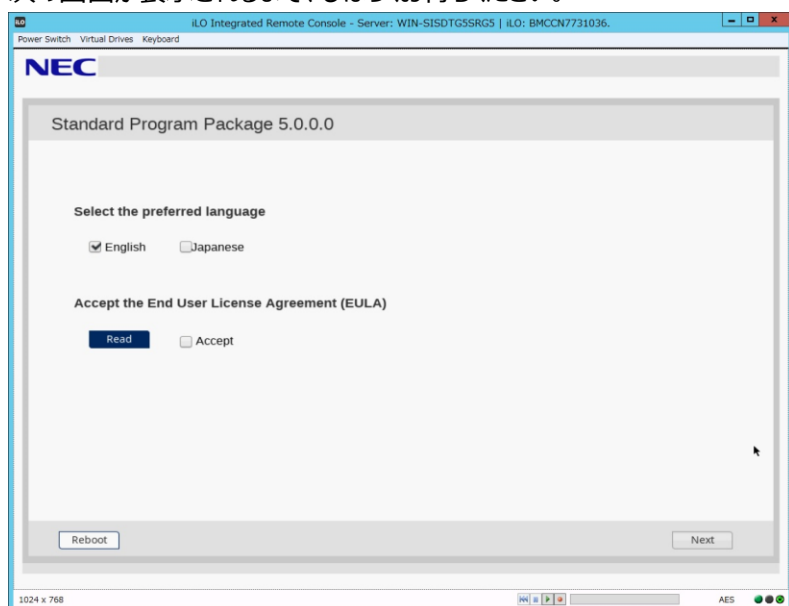 iLO Integrated Remote Console - Server: WIN-SISDTG5SRG5 | iLO: BMCCN7731036.
Power Switch Virtual Drives Keyboard
NEC
Standard Program Package 5.0.0.0
Select the preferred language
English Japanese
Accept the End User License Agreement (EULA)
Read Accept
Reboot Next
1024 x 768 AES